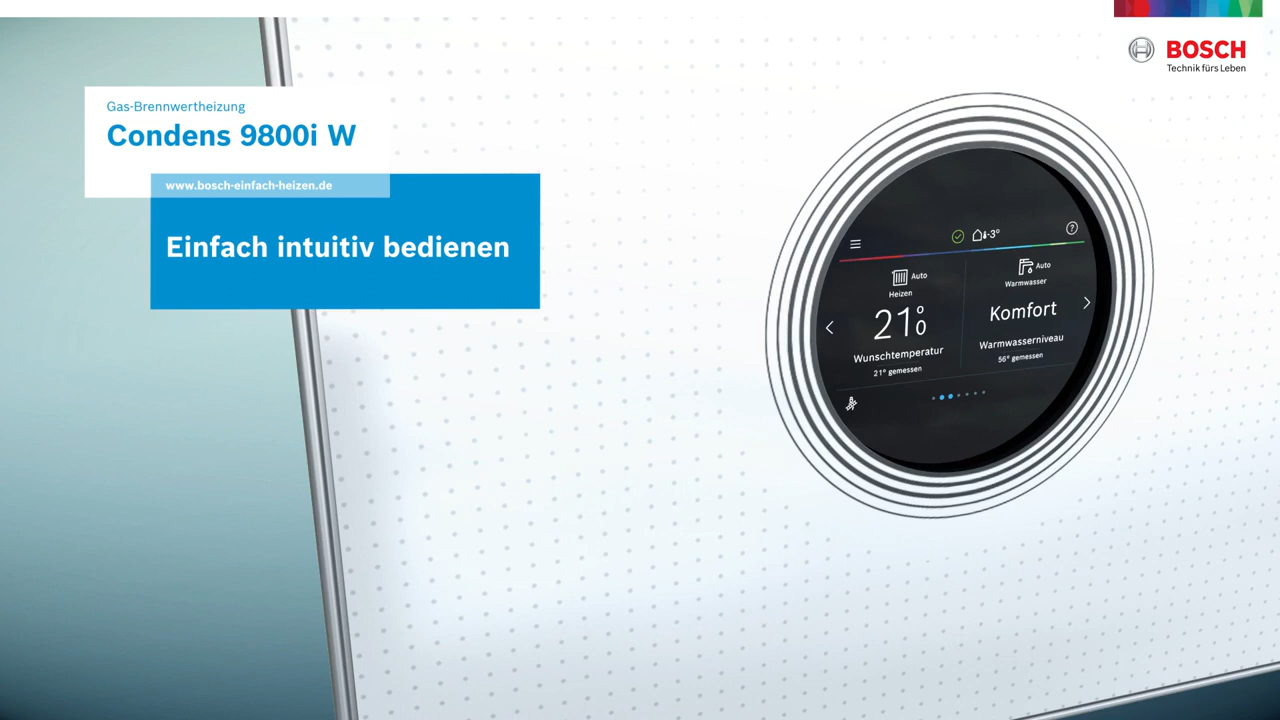 BOSCH
Technik fürs Leben
Gas-Brennwertheizung
Condens 9800i W
www.bosch-einfach-heizen.de
Einfach intuitiv bedienen
-3°
?
Auto
Heizen
21°0
Wunschtemperatur
21° gemessen
Auto
Warmwasser
Komfort
Warmwasserniveau
56° gemessen